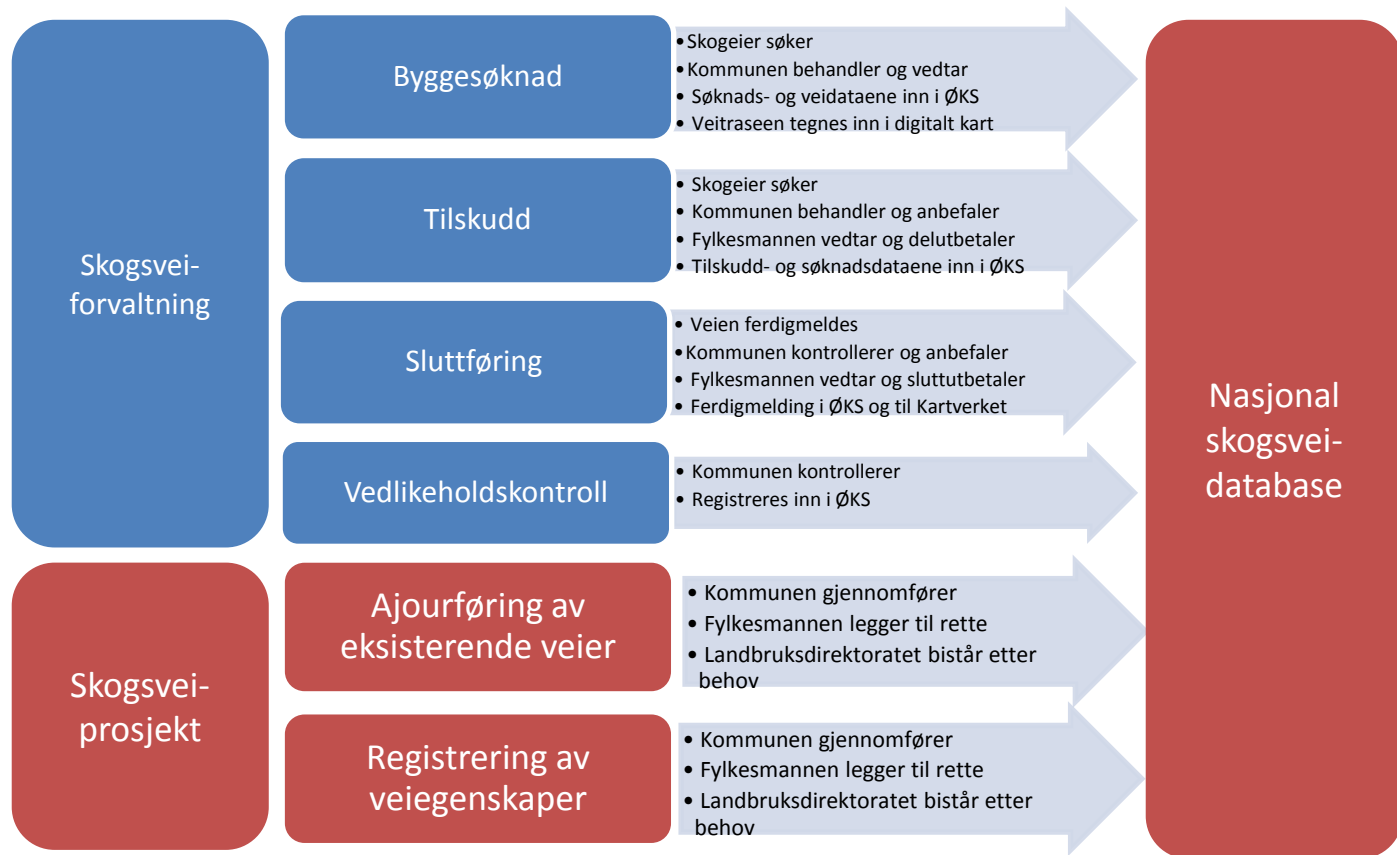 Skogsvei-
forvaltning
Byggesøknad
•Skogeier søker
•Kommunen behandler og vedtar
• Søknads- og veidataene inn i ØKS
• Veitraseen tegnes inn i digitalt kart
Tilskudd
• Skogeier søker
• Kommunen behandler og anbefaler
• Fylkesmannen vedtar og delutbetaler
• Tilskudd- og søknadsdataene inn i ØKS
Sluttføring
• Veien ferdigmeldes
•Kommunen kontrollerer og anbefaler
• Fylkesmannen vedtar og sluttutbetaler
• Ferdigmelding i ØKS og til Kartverket
Vedlikeholdskontroll
• Kommunen kontrollerer
• Registreres inn i ØKS
Skogsvei-
prosjekt
Ajourføring av
eksisterende veier
• Kommunen gjennomfører
• Fylkesmannen legger til rette
• Landbruksdirektoratet bistår etter
behov
Registrering av
veiegenskaper
• Kommunen gjennomfører
• Fylkesmannen legger til rette
• Landbruksdirektoratet bistår etter
behov
Nasjonal
skogsvei-
database